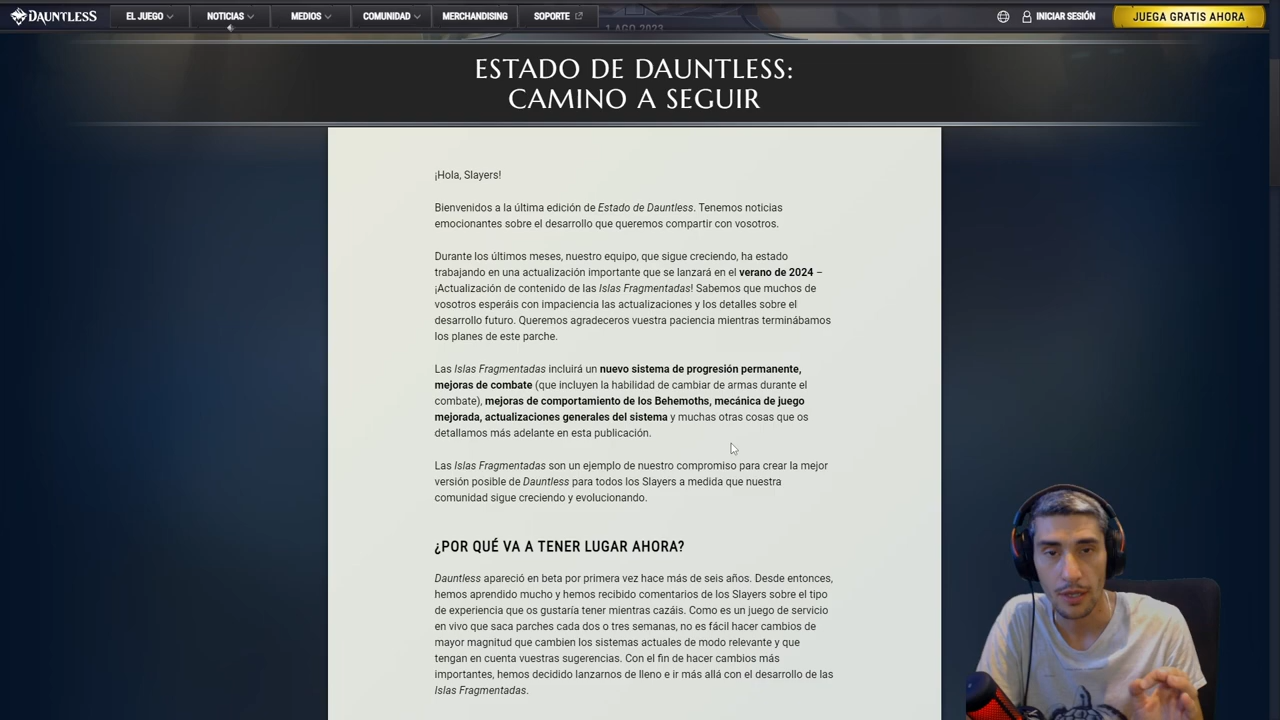 DAUNTLESS
EL JUEGO
NOTICIAS
MEDIOS
COMUNIDAD
MERCHANDISING
SOPORTE
INICIAR SESIÓN
JUEGA GRATIS AHORA
1 AGO 2023
ESTADO DE DAUNTLESS:
CAMINO A SEGUIR
¡Hola, Slayers!
Bienvenidos a la última edición de Estado de Dauntless. Tenemos noticias
emocionantes sobre el desarrollo que queremos compartir con vosotros.
Durante los últimos meses, nuestro equipo, que sigue creciendo, ha estado
trabajando en una actualización importante que se lanzará en el verano de 2024 –
¡Actualización de contenido de las Islas Fragmentadas! Sabemos que muchos de
vosotros esperáis con impaciencia las actualizaciones y los detalles sobre el
desarrollo futuro. Queremos agradeceros vuestra paciencia mientras terminábamos
los planes de este parche.
Las Islas Fragmentadas incluirá un nuevo sistema de progresión permanente,
mejoras de combate (que incluyen la habilidad de cambiar de armas durante el
combate), mejoras de comportamiento de los Behemoths, mecánica de juego
mejorada, actualizaciones generales del sistema y muchas otras cosas que os
detallamos más adelante en esta publicación.
Las Islas Fragmentadas son un ejemplo de nuestro compromiso para crear la mejor
versión posible de Dauntless para todos los Slayers a medida que nuestra
comunidad sigue creciendo y evolucionando.
¿POR QUÉ VA A TENER LUGAR AHORA?
Dauntless apareció en beta por primera vez hace más de seis años. Desde entonces,
hemos aprendido mucho y hemos recibido comentarios de los Slayers sobre el tipo
de experiencia que os gustaría tener mientras cazáis. Como es un juego de servicio
en vivo que saca parches cada dos o tres semanas, no es fácil hacer cambios de
mayor magnitud que cambien los sistemas actuales de modo relevante y que
tengan en cuenta vuestras sugerencias. Con el fin de hacer cambios más
importantes, hemos decidido lanzarnos de lleno e ir más allá con el desarrollo de las
Islas Fragmentadas.